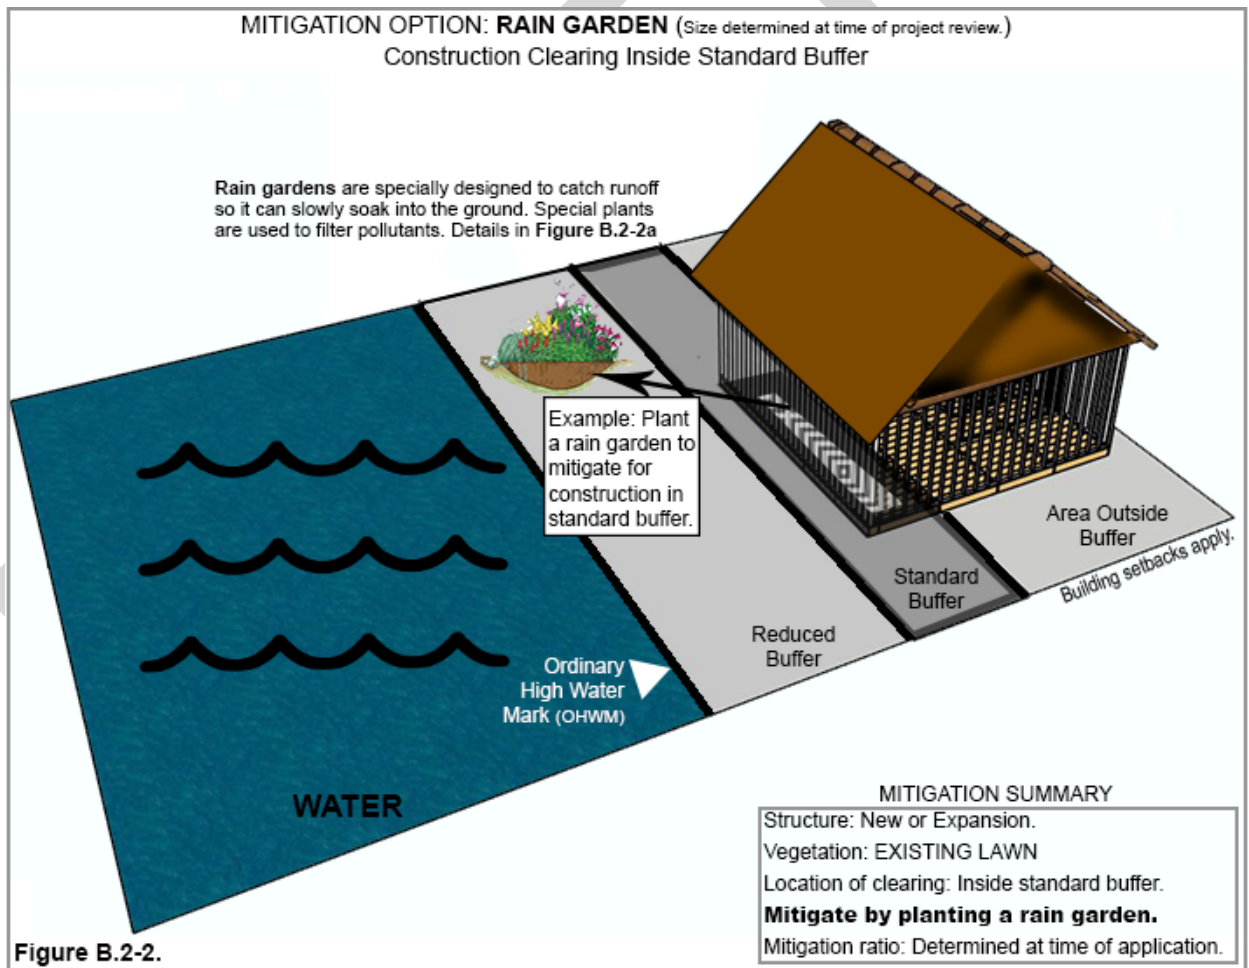 MITIGATION OPTION: RAIN GARDEN (Size determined at time of project review.)
Construction Clearing Inside Standard Buffer
Rain gardens are specially designed to catch runoff
so it can slowly soak into the ground. Special plants
are used to filter pollutants. Details in Figure B.2-2a
Example: Plant
a rain garden to
mitigate for
construction in
standard buffer.
Area Outside
Buffer
Building setbacks apply.
Standard
Buffer
Reduced
Buffer
Ordinary
High Water
Mark (OHWM)
WATER
MITIGATION SUMMARY
Structure: New or Expansion.
Vegetation: EXISTING LAWN
Location of clearing: Inside standard buffer.
Mitigate by planting a rain garden.
Mitigation ratio: Determined at time of application.
Figure B.2-2.